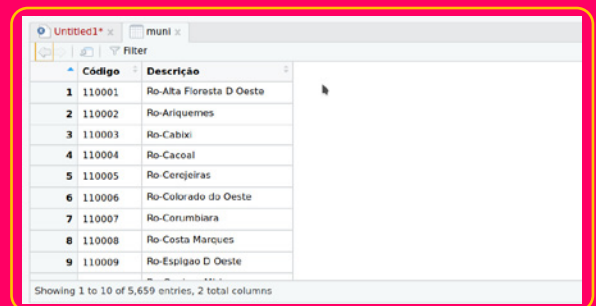 Untitled1* × muni ×
Filter
Código Descrição
1 110001 Ro-Alta Floresta D Oeste
2 110002 Ro-Ariquemes
3 110003 Ro-Cabixi
4 110004 Ro-Cacoal
5 110005 Ro-Cerejeiras
6 110006 Ro-Colorado do Oeste
7 110007 Ro-Corumbiara
8 110008 Ro-Costa Marques
9 110009 Ro-Espigao D Oeste
Showing 1 to 10 of 5,659 entries, 2 total columns